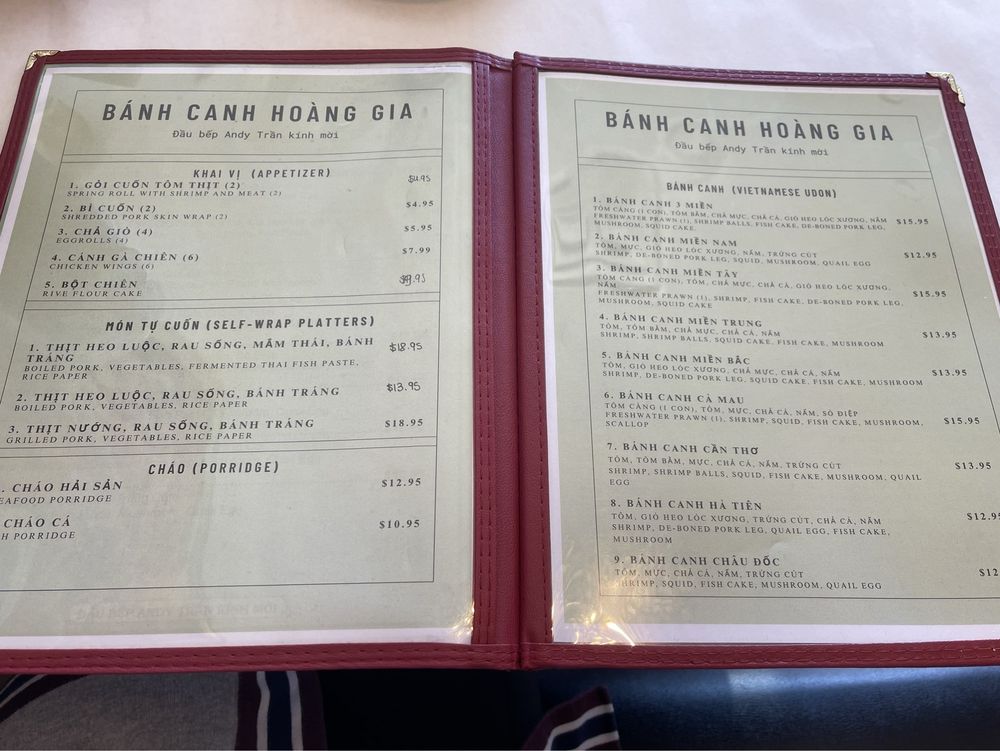 BÁNH CANH HOÀNG GIA
Đầu bếp Andy Trần kính mời
KHAI VỊ (APPETIZER)
1. GỎI CUỐN TÔM THỊT (2) $4.95
SPRING ROLL WITH SHRIMP AND MEAT (2)
2. BÌ CUỐN (2) $4.95
SHREDDED PORK SKIN WRAP (2)
3. CHẢ GIÒ (4) $5.95
EGGROLLS (4)
4. CÁNH GÀ CHIÊN (6) $7.99
CHICKEN WINGS (6)
5. BỘT CHIÊN
RIVE FLOUR CAKE
MÓN TỰ CUỐN (SELF-WRAP PLATTERS)
1. THỊT HEO LUỘC, RAU SỐNG, MẮM THÁI, BÁNH $18.95
TRÁNG
BOILED PORK, VEGETABLES, FERMENTED THAI FISH PASTE,
RICE PAPER
2. THỊT HEO LUỘC, RAU SỐNG, BÁNH TRÁNG $13.95
BOILED PORK, VEGETABLES, RICE PAPER
3. THỊT NƯỚNG, RAU SỐNG, BÁNH TRÁNG $18.95
GRILLED PORK, VEGETABLES, RICE PAPER
CHÁO (PORRIDGE)
. CHÁO HẢI SẢN $12.95
EAFOOD PORRIDGE
CHÁO CÁ $10.95
H PORRIDGE
BÁNH CANH HOÀNG GIA
Đầu bếp Andy Trần kính mời
BÁNH CANH (VIETNAMESE UDON)
1. BÁNH CANH 3 MIỀN $15.95
TÔM CÀNG (1 CON), TÔM BẰM, CHẢ MỰC, CHẢ CÁ, GIÒ HEO LÓC XƯƠNG, NẤM
FRESHWATER PRAWN (1), SHRIMP BALLS, FISH CAKE, DE-BONED PORK LEG,
MUSHROOM, SQUID CAKE.
2. BÁNH CANH MIỀN NAM $12.95
TÔM, MỰC, GIÒ HEO LÓC XƯƠNG, NẤM, TRỨNG CÚT
SHRIMP, DE-BONED PORK LEG, SQUID, MUSHROOM, QUAIL EGG
3. BÁNH CANH MIỀN TÂY $15.95
TÔM CÀNG (1 CON), TÔM, CHẢ MỰC, CHẢ CÁ, GIÒ HEO LÓC XƯƠNG,
NẤM.
FRESHWATER PRAWN (1), SHRIMP, FISH CAKE, DE-BONED PORK LEG,
MUSHROOM, SQUID CAKE
4. BÁNH CANH MIỀN TRUNG $13.95
TÔM, TÔM BẰM, CHẢ MỰC, CHẢ CÁ, NẤM
SHRIMP, SHRIMP BALLS, SQUID CAKE, FISH CAKE, MUSHROOM
5. BÁNH CANH MIỀN BẮC $13.95
TÔM, GIÒ HEO LÓC XƯƠNG, CHẢ MỰC, CHẢ CÁ, NẤM
SHRIMP, DE-BONED PORK LEG, SQUID CAKE, FISH CAKE, MUSHROOM
6. BÁNH CANH CÀ MAU $15.95
TÔM CÀNG (1 CON), TÔM, MỰC, CHẢ CÁ, NẤM, SÒ ĐIỆP
FRESHWATER PRAWN (1), SHRIMP, SQUID, FISH CAKE, MUSHROOM,
SCALLOP
7. BÁNH CANH CẦN THƠ $13.95
TÔM, TÔM BẰM, MỰC, CHẢ CÁ, NẤM, TRỨNG CÚT
SHRIMP, SHRIMP BALLS, SQUID, FISH CAKE, MUSHROOM, QUAIL
EGG
8. BÁNH CANH HÀ TIÊN $12.95
TÔM, GIÒ HEO LÓC XƯƠNG, TRỨNG CÚT, CHẢ CÁ, NẤM
SHRIMP, DE-BONED PORK LEG, QUAIL EGG, FISH CAKE,
MUSHROOM
9. BÁNH CANH CHÂU ĐỐC $12
TÔM, MỰC, CHẢ CÁ, NẤM, TRỨNG CÚT
SHRIMP, SQUID, FISH CAKE, MUSHROOM, QUAIL EGG